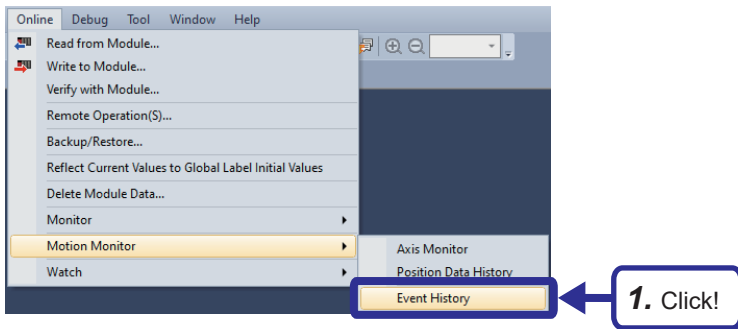 Online Debug Tool Window Help
Read from Module...
Write to Module...
Verify with Module...
Remote Operation(S)...
Backup/Restore...
Reflect Current Values to Global Label Initial Values
Delete Module Data...
Monitor
Motion Monitor
Watch
Axis Monitor
Position Data History
Event History
1. Click!